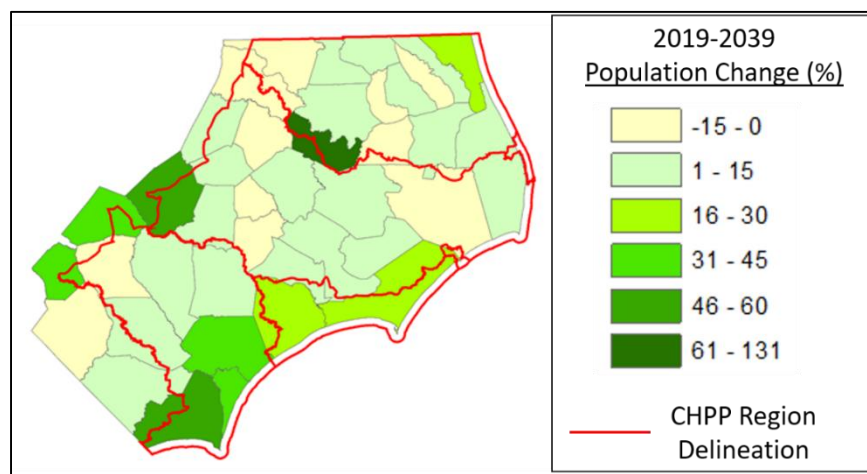 2019-2039
Population Change (%)
-15 - 0
1 - 15
16 - 30
31 - 45
46 - 60
61 - 131
CHPP Region
Delineation